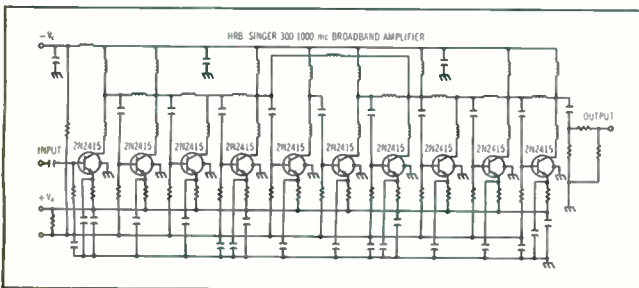 HRB SINGER 300 1000 mc BROADBAND AMPLIFIER
-Vc
OUTPUT
INPUT
2N2415 2N2415 2N2415 2N2415 2N2415 2N2415 2N2415 2N2415 2N2415 2N2415
+Ve